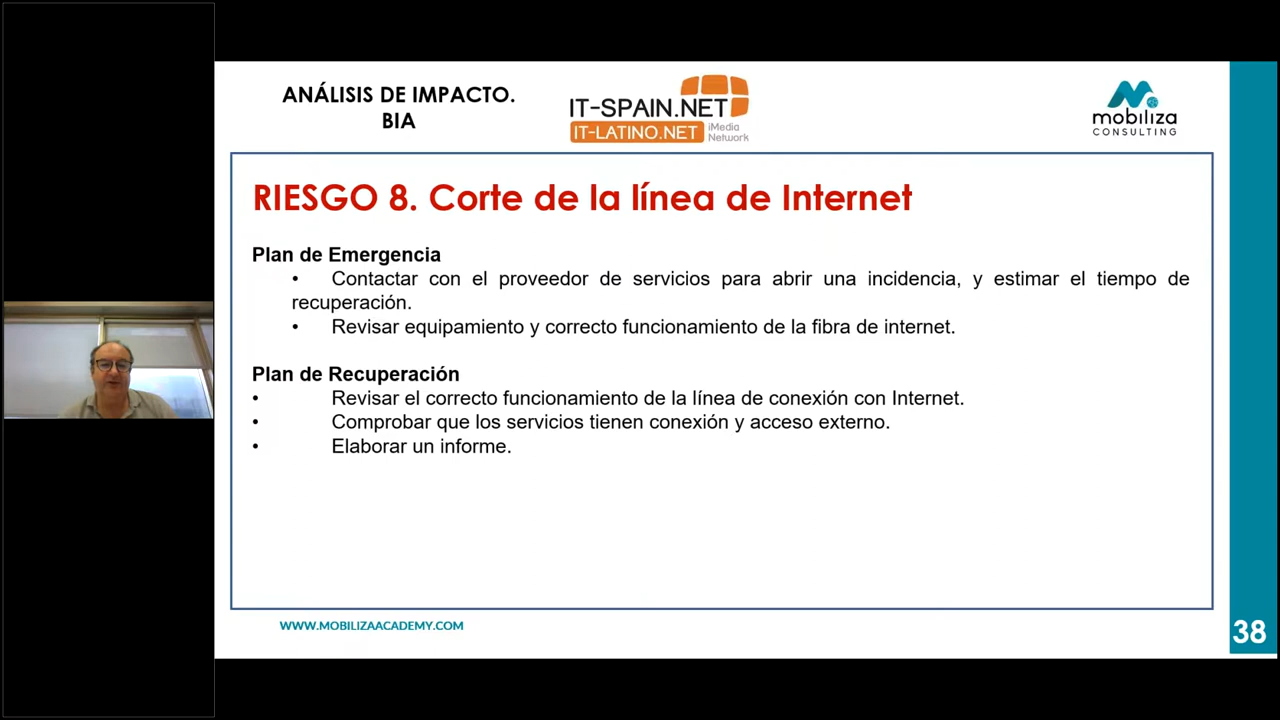 ANÁLISIS DE IMPACTO.
BIA
IT-SPAIN.NET
IT-LATINO.NET
iMedia
Network
mobiliza
CONSULTING
RIESGO 8. Corte de la línea de Internet
Plan de Emergencia
• Contactar con el proveedor de servicios para abrir una incidencia, y estimar el tiempo de
recuperación.
• Revisar equipamiento y correcto funcionamiento de la fibra de internet.
Plan de Recuperación
• Revisar el correcto funcionamiento de la línea de conexión con Internet.
• Comprobar que los servicios tienen conexión y acceso externo.
• Elaborar un informe.
WWW.MOBILIZAACADEMY.COM
38